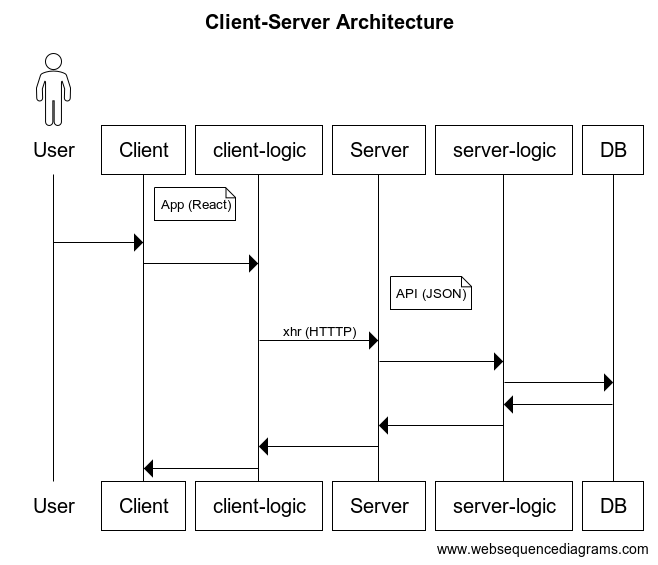 Client-Server Architecture
User
Client
client-logic
Server
server-logic
DB
App (React)
API (JSON)
xhr (HTTTP)
User
Client
client-logic
Server
server-logic
DB
www.websequencediagrams.com